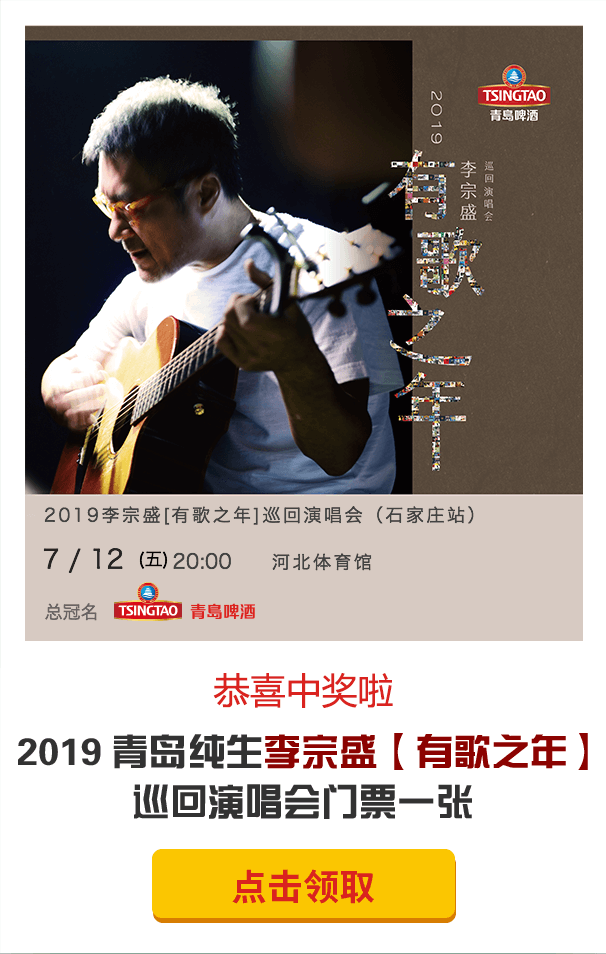 TSINGTAO
青島啤酒
2019
有歌之年
李宗盛
巡回演唱会
2019李宗盛[有歌之年]巡回演唱会（石家庄站）
7 / 12 (五) 20:00 河北体育馆
总冠名 TSINGTAO 青島啤酒
恭喜中奖啦
2019 青岛纯生李宗盛【有歌之年】
巡回演唱会门票一张
点击领取